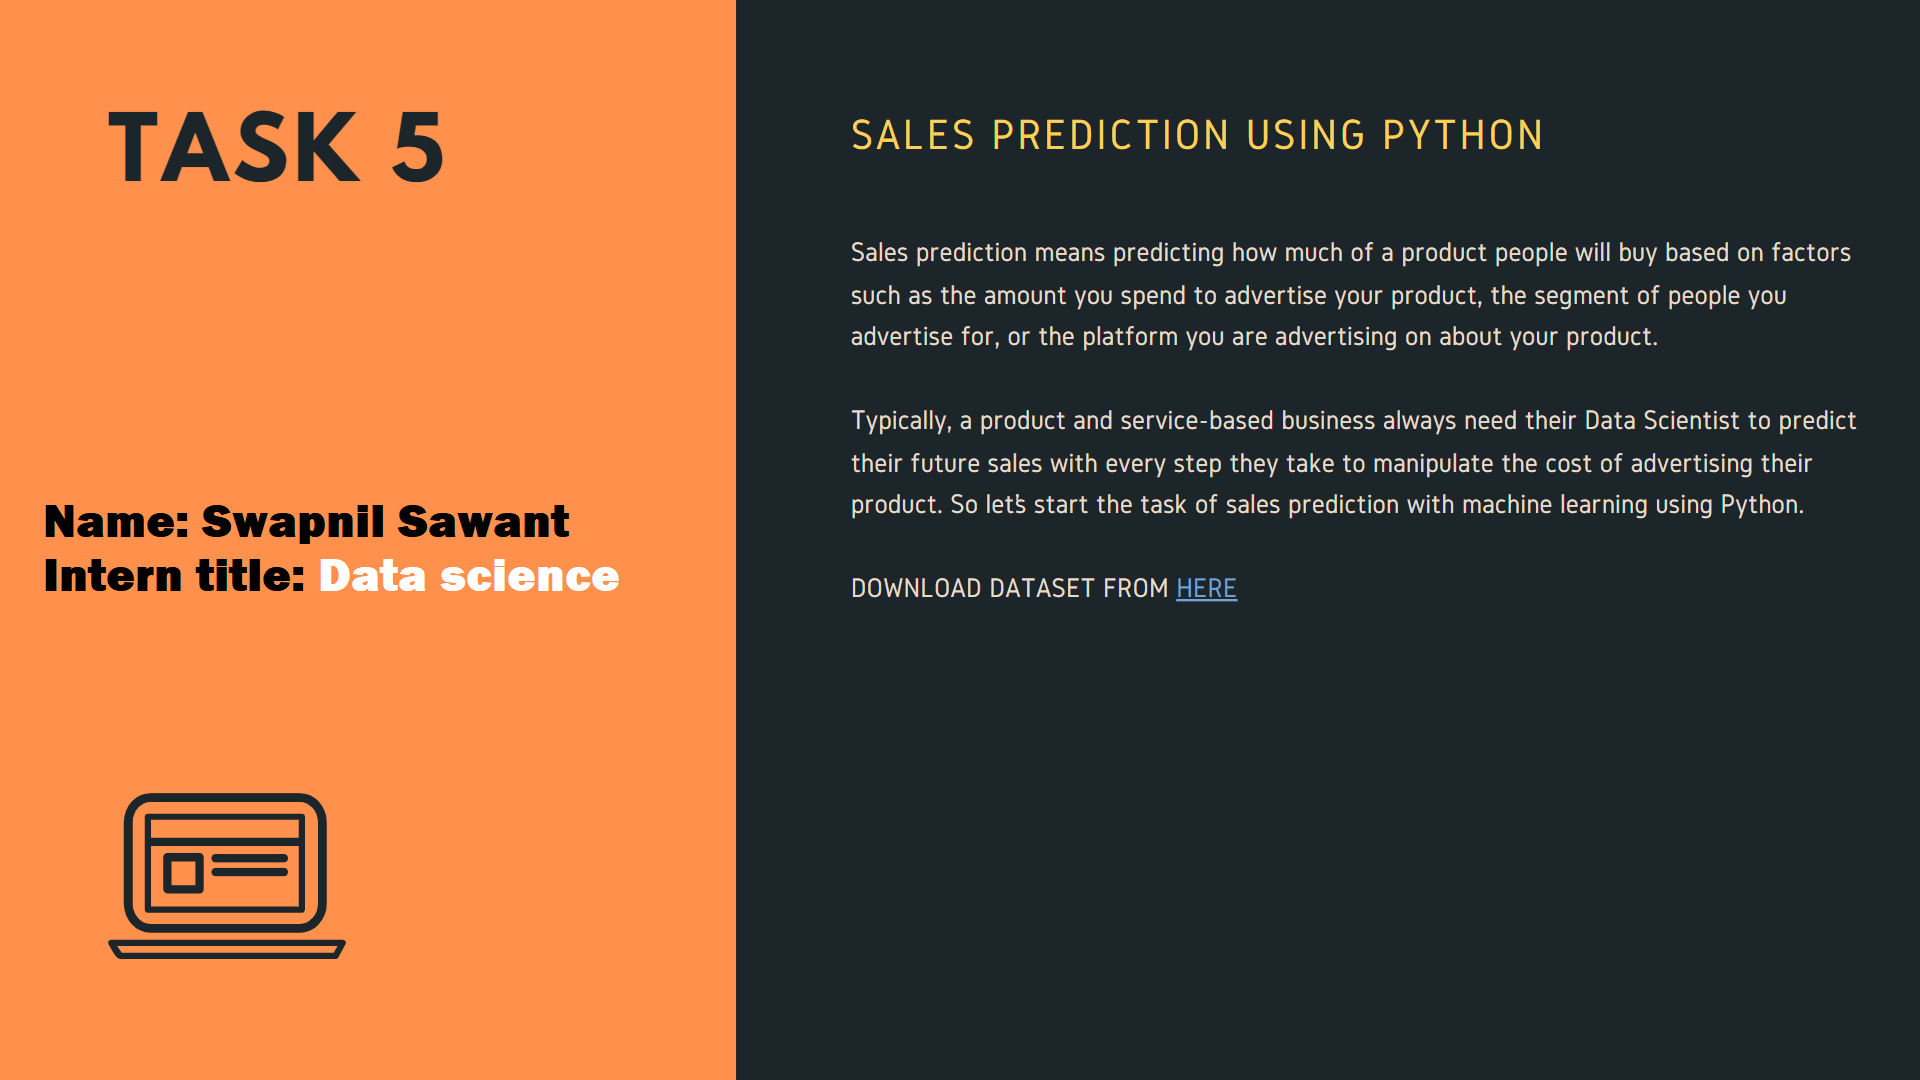 TASK 5
Name: Swapnil Sawant
Intern title: Data science
SALES PREDICTION USING PYTHON
Sales prediction means predicting how much of a product people will buy based on factors
such as the amount you spend to advertise your product, the segment of people you
advertise for, or the platform you are advertising on about your product.
Typically, a product and service-based business always need their Data Scientist to predict
their future sales with every step they take to manipulate the cost of advertising their
product. So let's start the task of sales prediction with machine learning using Python.
DOWNLOAD DATASET FROM HERE